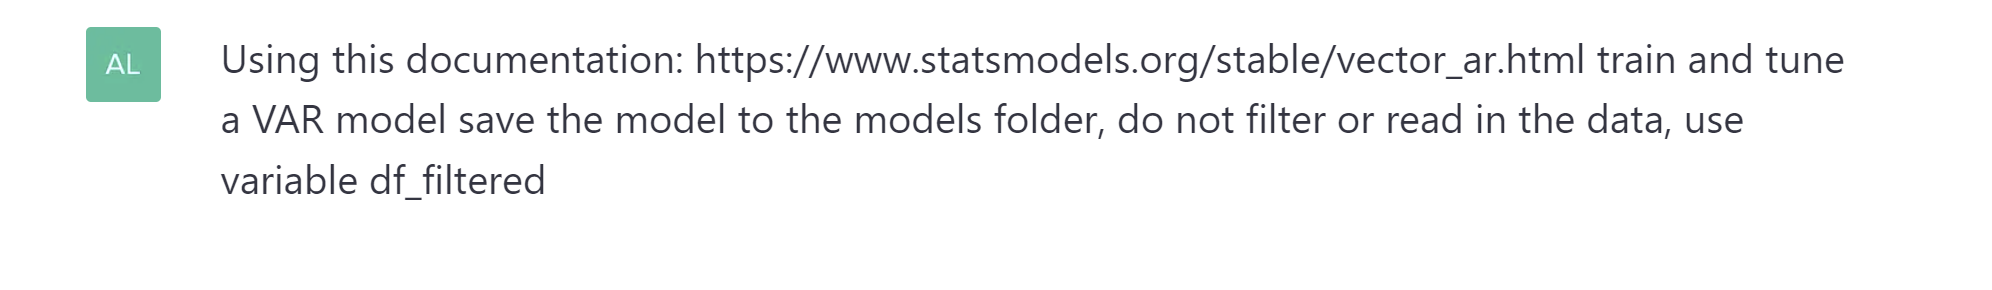 AL
Using this documentation: https://www.statsmodels.org/stable/vector_ar.html train and tune
a VAR model save the model to the models folder, do not filter or read in the data, use
variable df_filtered